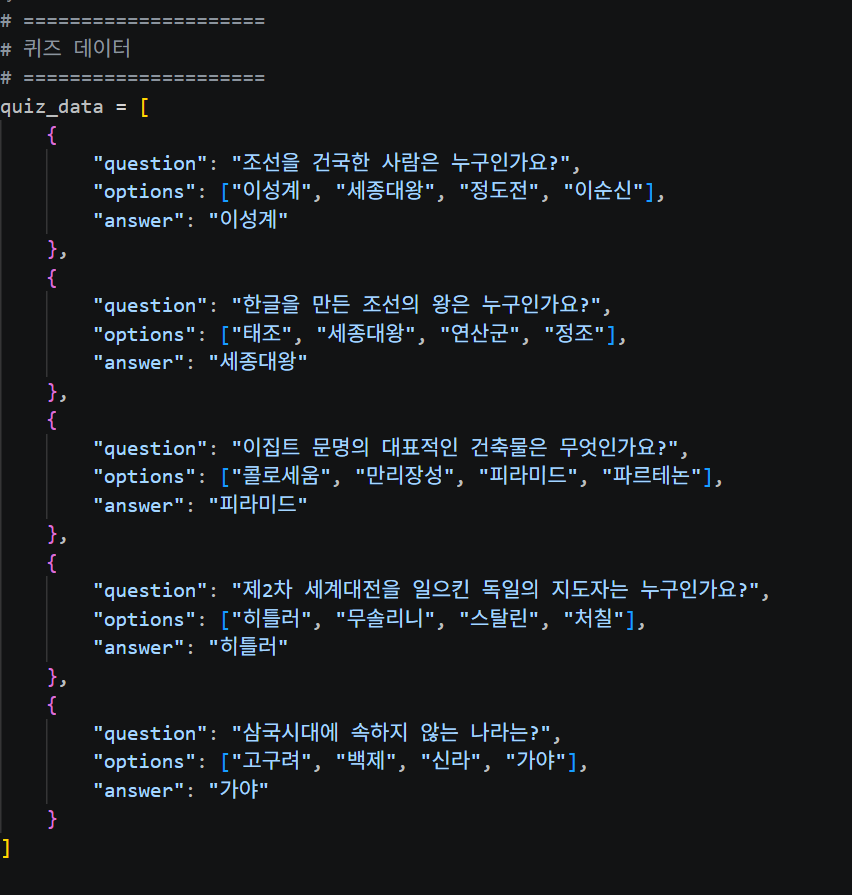 # =====================
# 퀴즈 데이터
# =====================
quiz_data = [
    {
        "question": "조선을 건국한 사람은 누구인가요?",
        "options": ["이성계", "세종대왕", "정도전", "이순신"],
        "answer": "이성계"
    },
    {
        "question": "한글을 만든 조선의 왕은 누구인가요?",
        "options": ["태조", "세종대왕", "연산군", "정조"],
        "answer": "세종대왕"
    },
    {
        "question": "이집트 문명의 대표적인 건축물은 무엇인가요?",
        "options": ["콜로세움", "만리장성", "피라미드", "파르테논"],
        "answer": "피라미드"
    },
    {
        "question": "제2차 세계대전을 일으킨 독일의 지도자는 누구인가요?",
        "options": ["히틀러", "무솔리니", "스탈린", "처칠"],
        "answer": "히틀러"
    },
    {
        "question": "삼국시대에 속하지 않는 나라는?",
        "options": ["고구려", "백제", "신라", "가야"],
        "answer": "가야"
    }
]